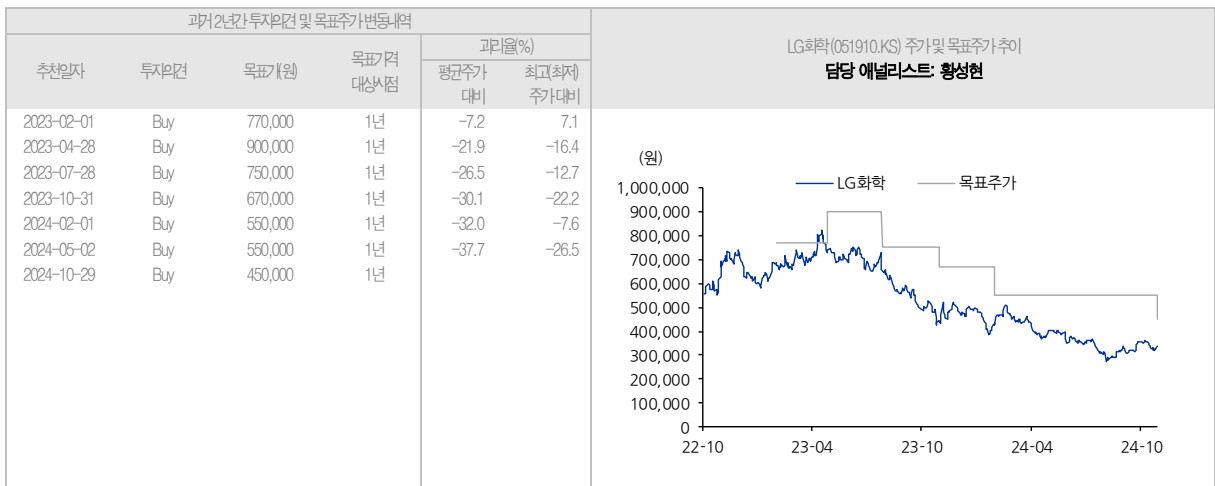 과거 2년간 투자의견 및 목표주가 변동내역
추천일자 투자의견 목표가(원) 목표가격 대상시점 괴리율(%)
평균주가 대비 최고(최저) 주가 대비
2023-02-01 Buy 770,000 1년 -7.2 7.1
2023-04-28 Buy 900,000 1년 -21.9 -16.4
2023-07-28 Buy 750,000 1년 -26.5 -12.7
2023-10-31 Buy 670,000 1년 -30.1 -22.2
2024-02-01 Buy 550,000 1년 -32.0 -7.6
2024-05-02 Buy 550,000 1년 -37.7 -26.5
2024-10-29 Buy 450,000 1년
LG화학(051910.KS) 주가 및 목표주가 추이
담당 애널리스트: 황성현
(원)
LG화학 목표주가
1,000,000
900,000
800,000
700,000
600,000
500,000
400,000
300,000
200,000
100,000
0
22-10 23-04 23-10 24-04 24-10